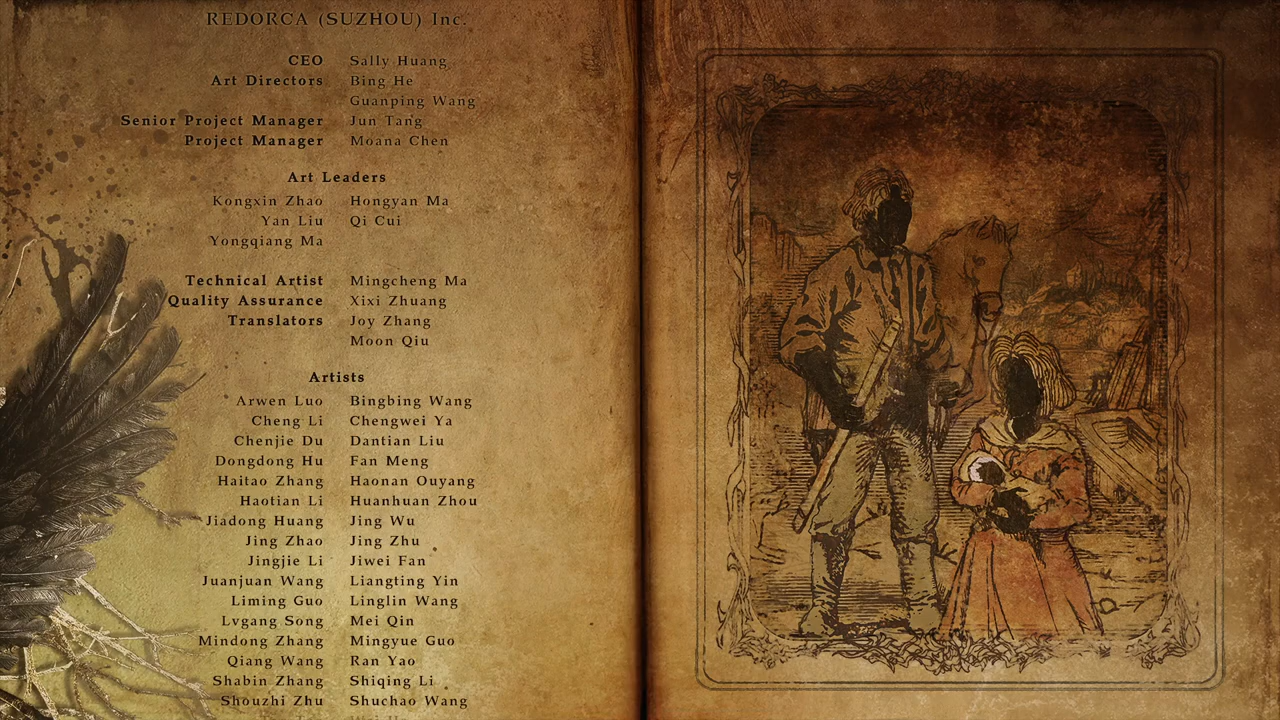 REDORCA (SUZHOU) Inc.
CEO Sally Huang
Art Directors Bing He
Guanping Wang
Senior Project Manager Jun Tang
Project Manager Moana Chen
Art Leaders
Kongxin Zhao Hongyan Ma
Yan Liu Qi Cui
Yongqiang Ma
Technical Artist Mingcheng Ma
Quality Assurance Xixi Zhuang
Translators Joy Zhang
Moon Qiu
Artists
Arwen Luo Bingbing Wang
Cheng Li Chengwei Ya
Chenjie Du Dantian Liu
Dongdong Hu Fan Meng
Haitao Zhang Haonan Ouyang
Haotian Li Huanhuan Zhou
Jiadong Huang Jing Wu
Jing Zhao Jing Zhu
Jingjie Li Jiwei Fan
Juanjuan Wang Liangting Yin
Liming Guo Linglin Wang
Lvgang Song Mei Qin
Mindong Zhang Mingyue Guo
Qiang Wang Ran Yao
Shabin Zhang Shiqing Li
Shouzhi Zhu Shuchao Wang